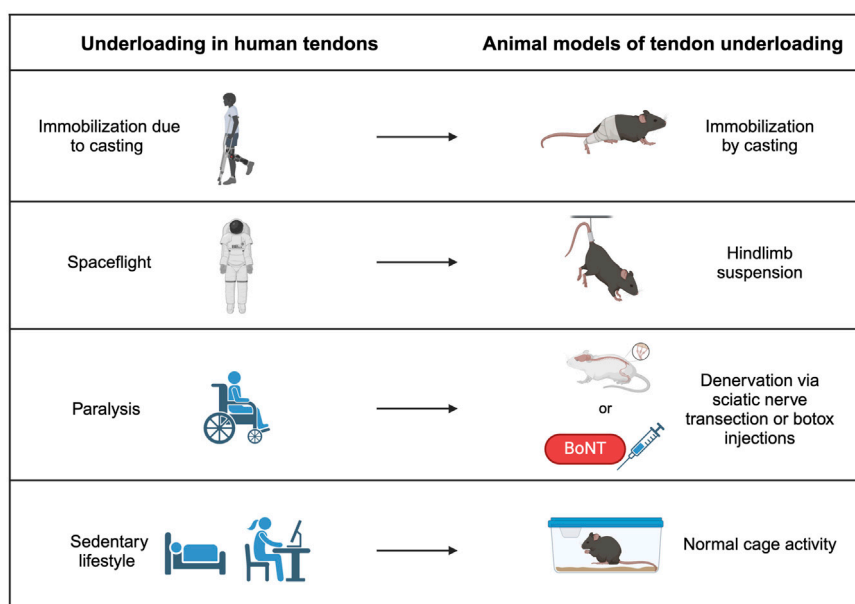 Underloading in human tendons
Animal models of tendon underloading
Immobilization due
to casting
Immobilization
by casting
Spaceflight
Hindlimb
suspension
Paralysis
or
BoNT
Denervation via
sciatic nerve
transection or botox
injections
Sedentary
lifestyle
Normal cage activity